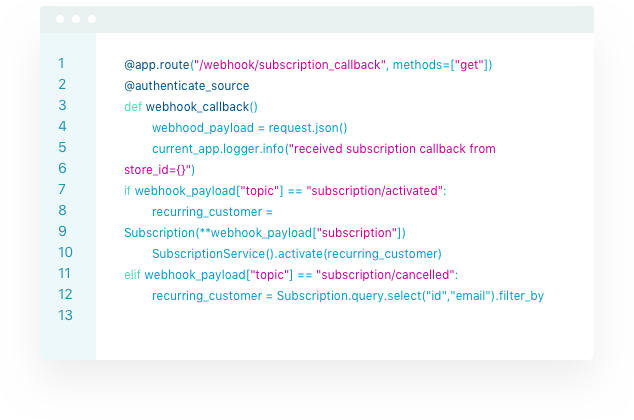 1 @app.route("/webhook/subscription_callback", methods=["get"])
2 @authenticate_source
3 def webhook_callback()
4 webhood_payload = request.json()
5 current_app.logger.info("received subscription callback from
6 store_id={}")
7 if webhook_payload["topic"] == "subscription/activated":
8 recurring_customer =
9 Subscription(**webhook_payload["subscription"])
10 SubscriptionService().activate(recurring_customer)
11 elif webhook_payload["topic"] == "subscription/cancelled":
12 recurring_customer = Subscription.query.select("id","email").filter_by
13